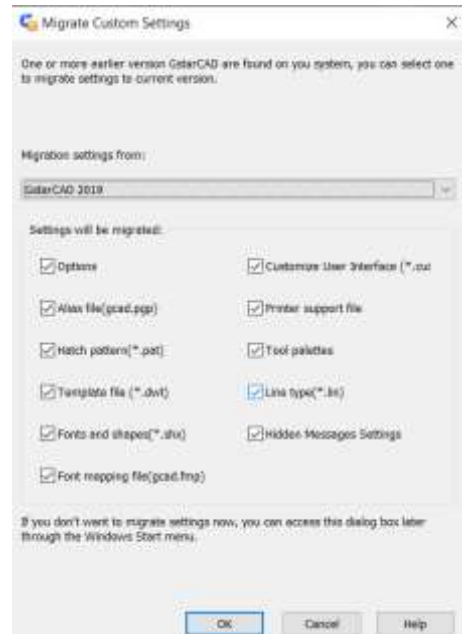 Migrate Custom Settings
One or more earlier version GstarCAD are found on you system, you can select one
to migrate settings to current version.
Migration settings from:
GstarCAD 2019
Settings will be migrated:
Options
Customize User Interface (*.cui
Alias file(gcad.pgp)
Printer support file
Hatch pattern(*.pat)
Tool palettes
Template file (*.dwt)
Line type(*.lin)
Fonts and shapes(*.shx)
Hidden Messages Settings
Font mapping file(gcad.fmp)
If you don't want to migrate settings now, you can access this dialog box later
through the Windows Start menu.
OK Cancel Help